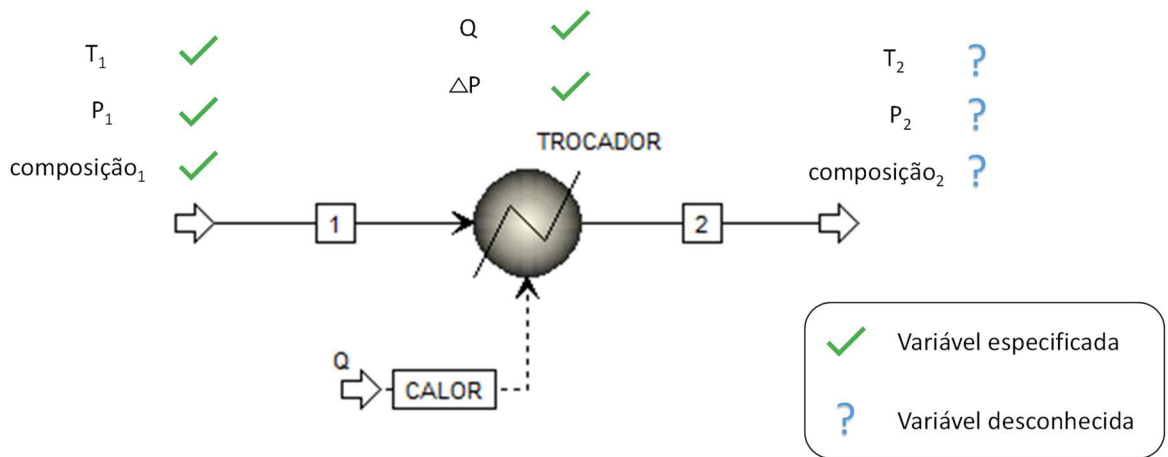 T₁
P₁
composição₁
Q
△P
T₂
P₂
composição₂
TROCADOR
1
2
Q
CALOR
Variável especificada
? Variável desconhecida